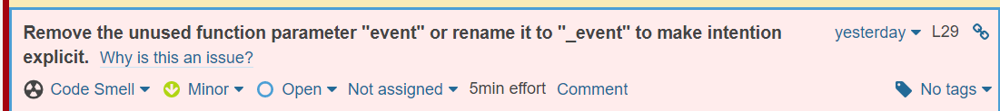 Remove the unused function parameter "event" or rename it to "_event" to make intention explicit. Why is this an issue?
yesterday L29
Code Smell Minor Open Not assigned 5min effort Comment No tags